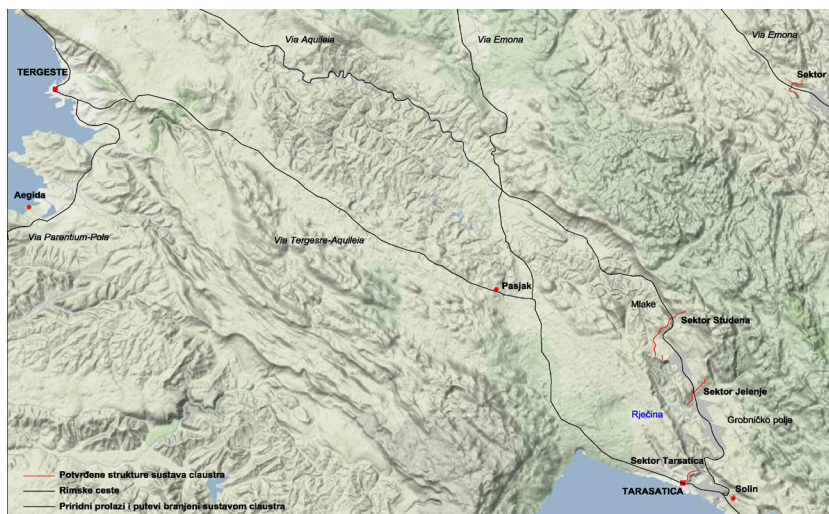 Via Aquileia
Via Emona
Via Emona
TERGESTE
Sektor
Aegida
Via Parentium-Pola
Via Tergesre-Aquileia
Pasjak
Mlake
Sektor Studena
Sektor Jelenje
Rječina
Grobničko polje
Sektor Tarsatica
TARASATICA
Solin
Potvrđene strukture sustava claustra
Rimske ceste
Priridni prolazi i putevi branjeni sustavom claustra